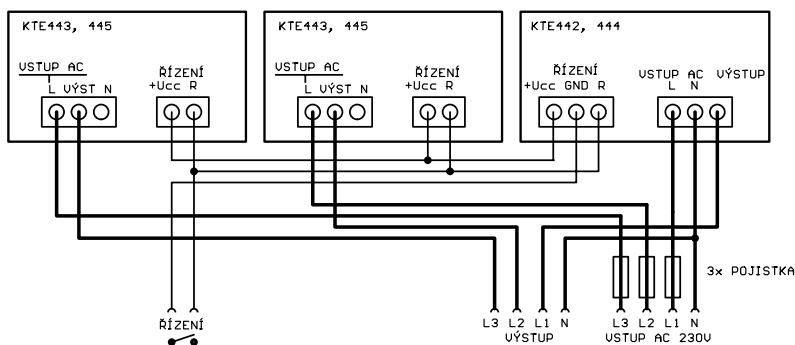 KTE443, 445
VSTUP AC
L VÝST N
ŘÍZENÍ
+Ucc R
KTE443, 445
VSTUP AC
L VÝST N
ŘÍZENÍ
+Ucc R
KTE442, 444
ŘÍZENÍ
+Ucc GND R
VSTUP AC VÝSTUP
L N
3x POJISTKA
ŘÍZENÍ
L3 L2 L1 N
VÝSTUP
L3 L2 L1 N
VSTUP AC 230V